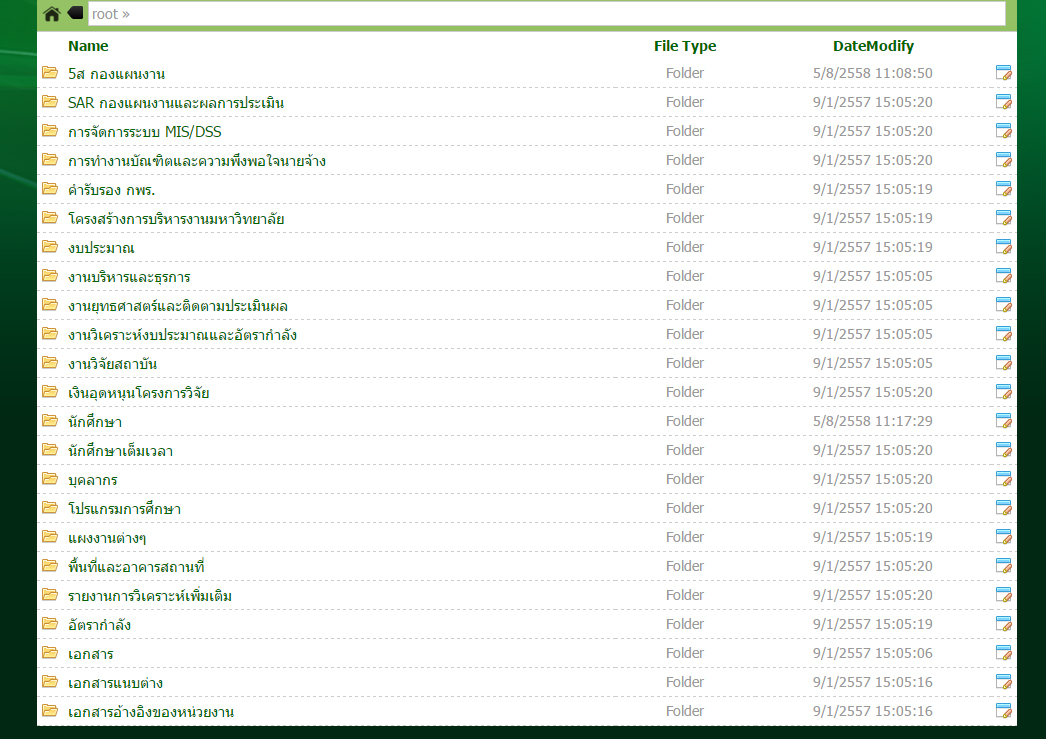 root »
Name File Type DateModify
5ส กองแผนงาน Folder 5/8/2558 11:08:50
SAR กองแผนงานและผลการประเมิน Folder 9/1/2557 15:05:20
การจัดการระบบ MIS/DSS Folder 9/1/2557 15:05:20
การทำงานบัณฑิตและความพึงพอใจนายจ้าง Folder 9/1/2557 15:05:20
คำรับรอง กพร. Folder 9/1/2557 15:05:19
โครงสร้างการบริหารงานมหาวิทยาลัย Folder 9/1/2557 15:05:19
งบประมาณ Folder 9/1/2557 15:05:19
งานบริหารและธุรการ Folder 9/1/2557 15:05:05
งานยุทธศาสตร์และติดตามประเมินผล Folder 9/1/2557 15:05:05
งานวิเคราะห์งบประมาณและอัตรากำลัง Folder 9/1/2557 15:05:05
งานวิจัยสถาบัน Folder 9/1/2557 15:05:05
เงินอุดหนุนโครงการวิจัย Folder 9/1/2557 15:05:20
นักศึกษา Folder 5/8/2558 11:17:29
นักศึกษาเต็มเวลา Folder 9/1/2557 15:05:20
บุคลากร Folder 9/1/2557 15:05:20
โปรแกรมการศึกษา Folder 9/1/2557 15:05:20
แผงงานต่างๆ Folder 9/1/2557 15:05:19
พื้นที่และอาคารสถานที่ Folder 9/1/2557 15:05:20
รายงานการวิเคราะห์เพิ่มเติม Folder 9/1/2557 15:05:20
อัตรากำลัง Folder 9/1/2557 15:05:19
เอกสาร Folder 9/1/2557 15:05:06
เอกสารแนบต่าง Folder 9/1/2557 15:05:16
เอกสารอ้างอิงของหน่วยงาน Folder 9/1/2557 15:05:16